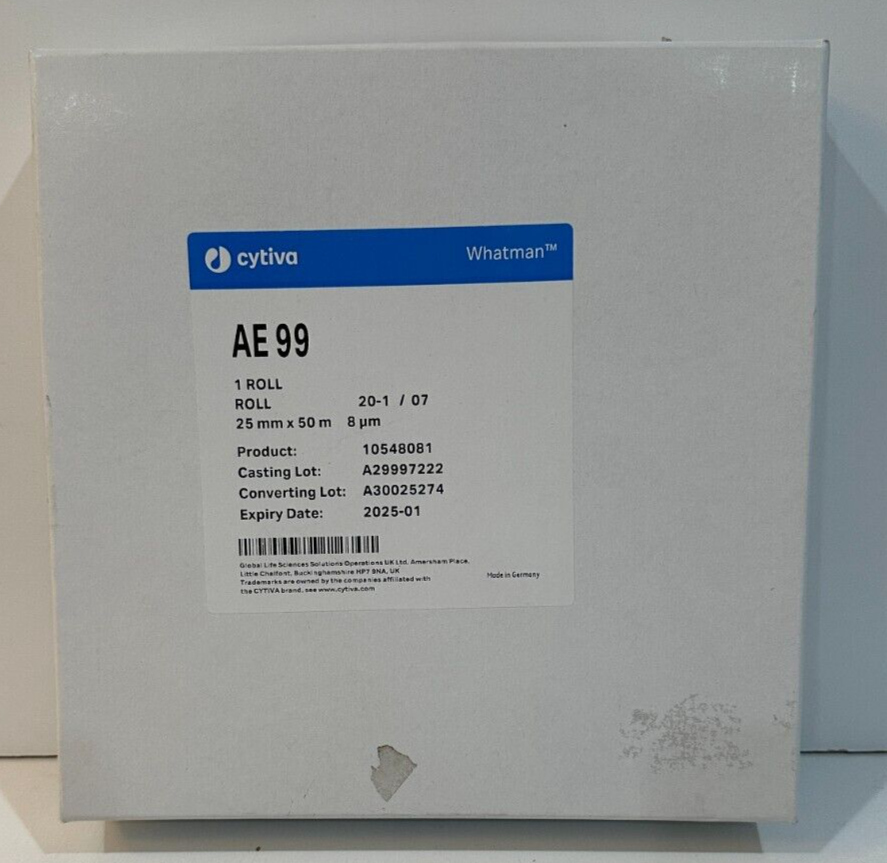 cytiva Whatman™
AE 99
1 ROLL
ROLL 20-1 / 07
25 mm x 50 m 8 µm
Product: 10548081
Casting Lot: A29997222
Converting Lot: A30025274
Expiry Date: 2025-01
Global Life Sciences Solutions Operations UK Ltd, Amersham Place,
Little Chalfont, Buckinghamshire HP7 9NA, UK
Trademarks are owned by the companies affiliated with
the CYTIVA brand, see www.cytiva.com
Made in Germany